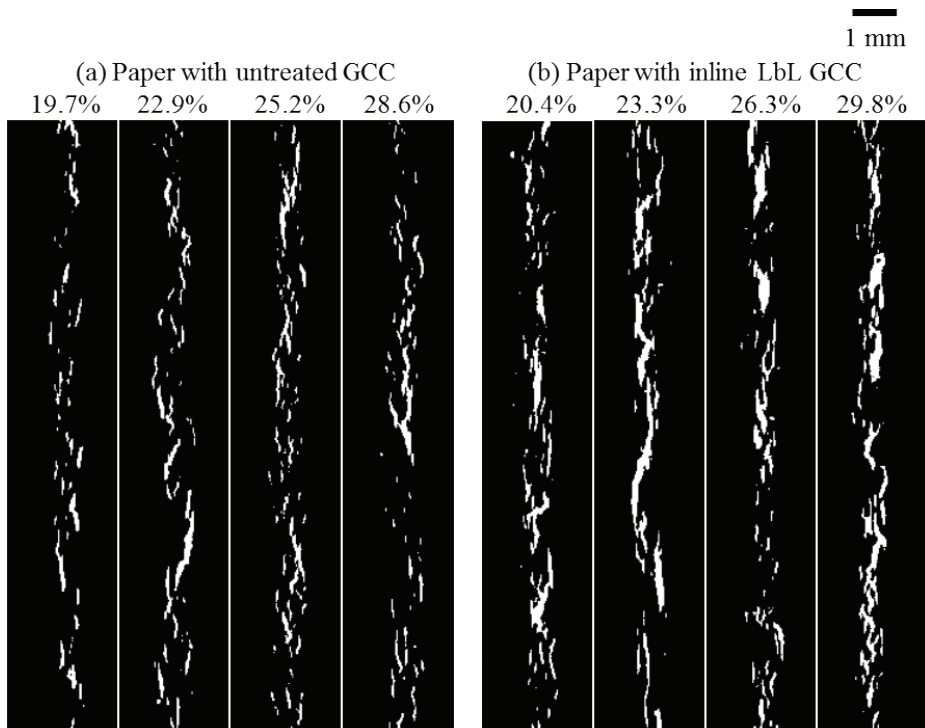 1 mm
(a) Paper with untreated GCC
19.7% 22.9% 25.2% 28.6%
(b) Paper with inline LbL GCC
20.4% 23.3% 26.3% 29.8%